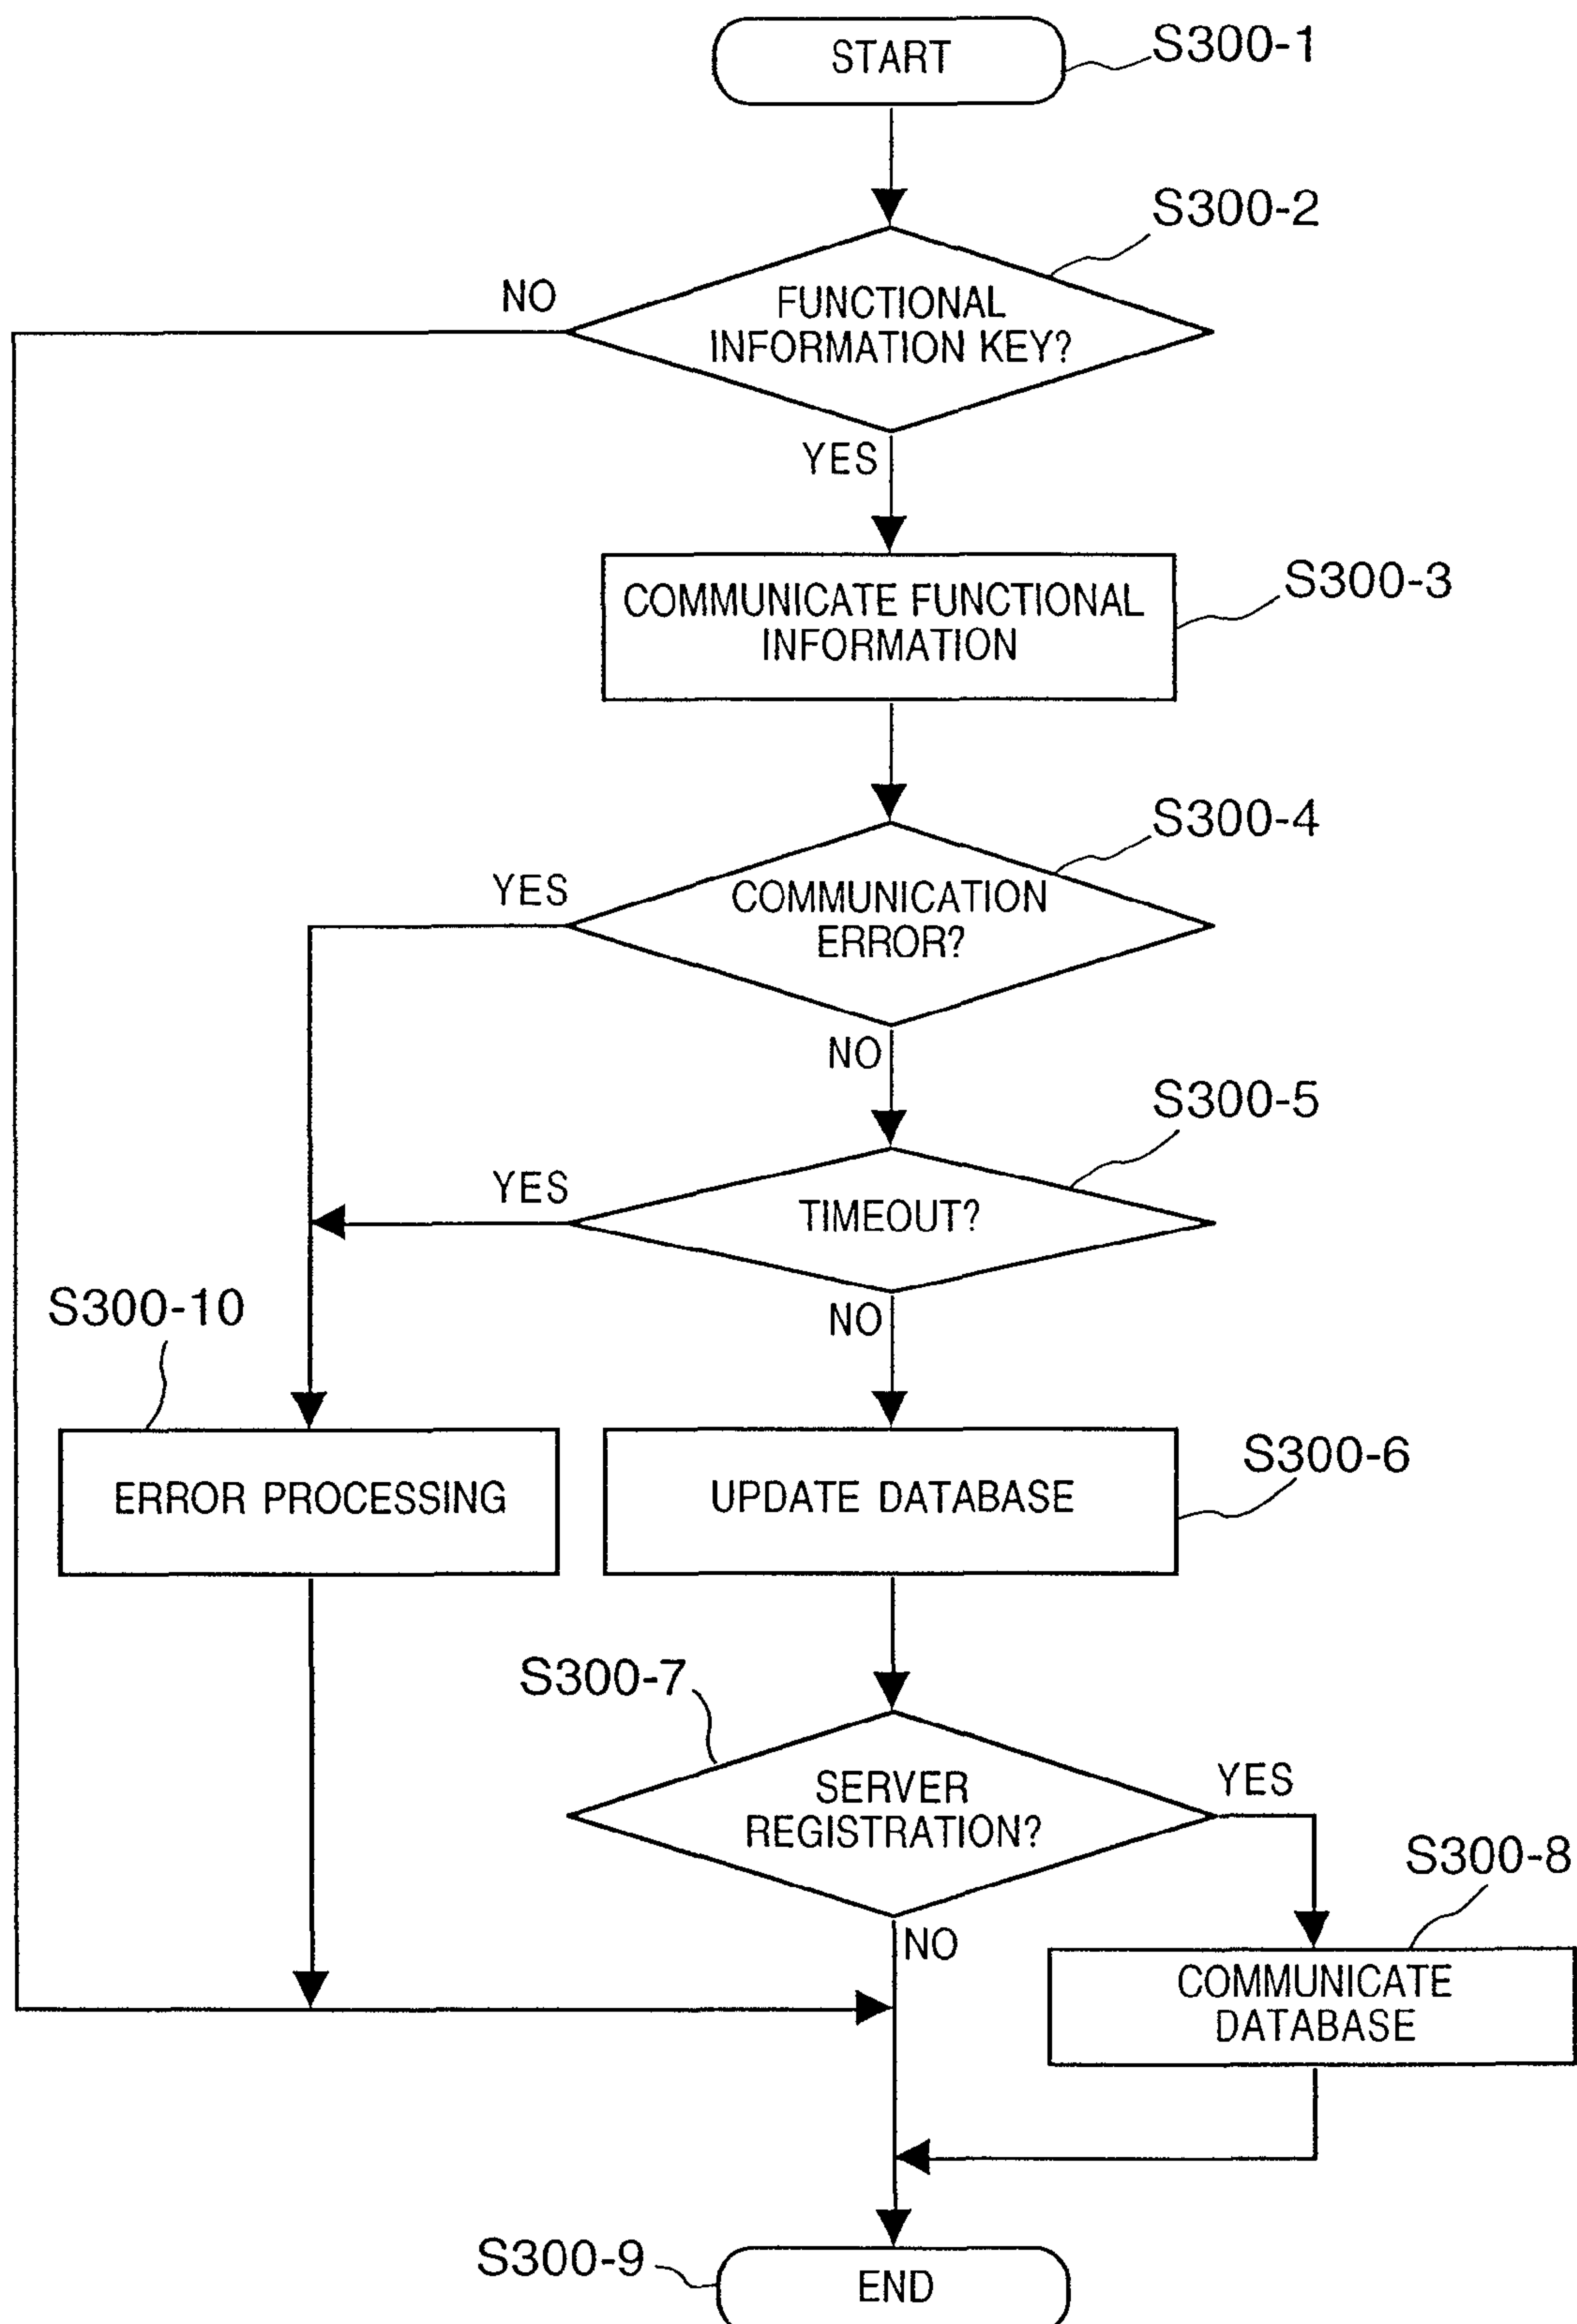 START
S300-1
S300-2
NO
FUNCTIONAL
INFORMATION KEY?
YES
COMMUNICATE FUNCTIONAL
INFORMATION
S300-3
S300-4
YES
COMMUNICATION
ERROR?
NO
S300-5
YES
TIMEOUT?
NO
S300-10
ERROR PROCESSING
UPDATE DATABASE
S300-6
S300-7
SERVER
REGISTRATION?
YES
NO
S300-8
COMMUNICATE
DATABASE
S300-9
END